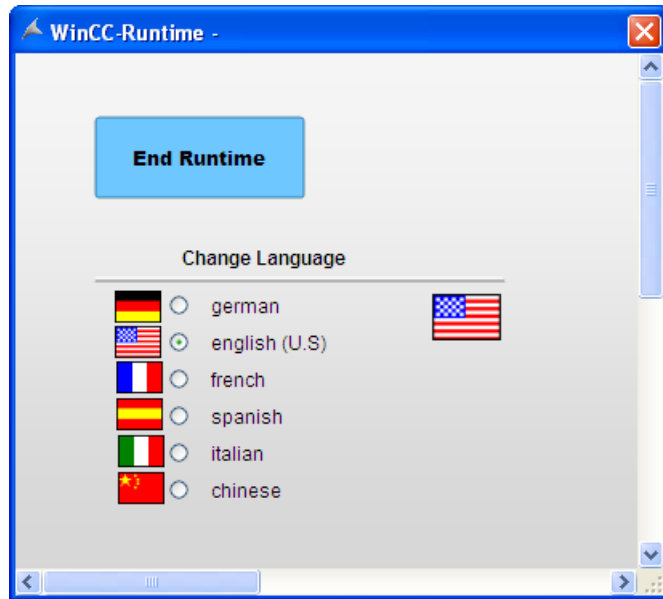 WinCC-Runtime -
End Runtime
Change Language
german
english (U.S)
french
spanish
italian
chinese